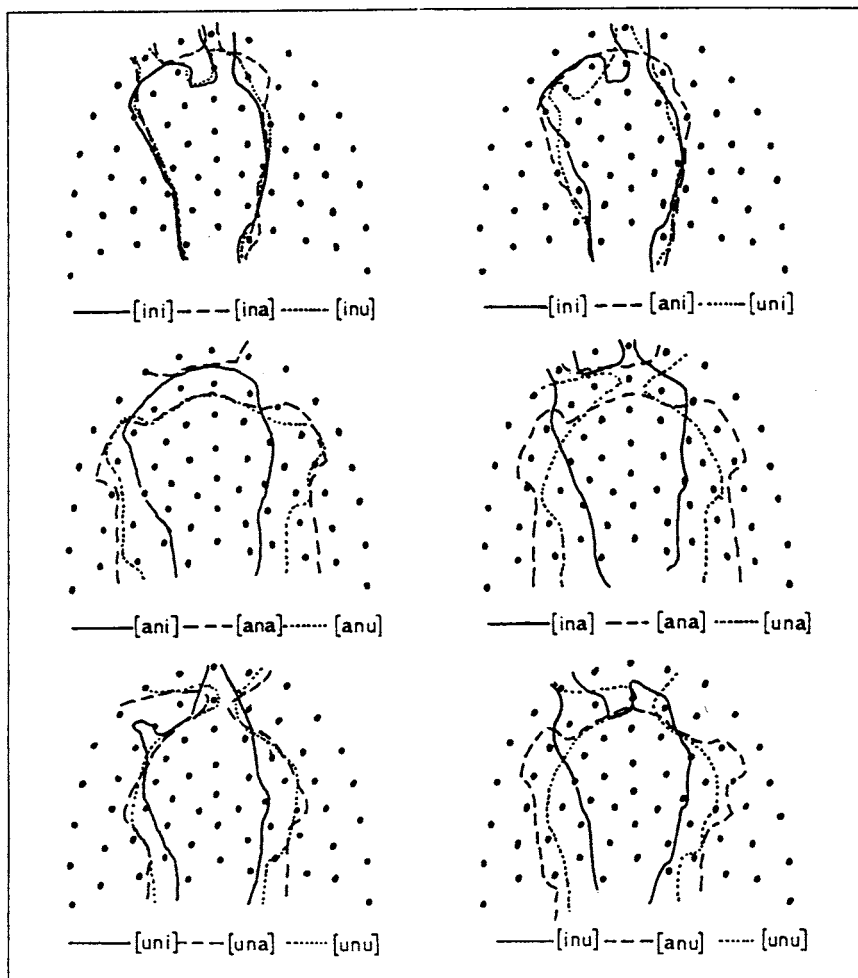 [ini] [ina] [inu]
[ini] [ani] [uni]
[ani] [ana] [anu]
[ina] [ana] [una]
[uni] [una] [unu]
[inu] [anu] [unu]